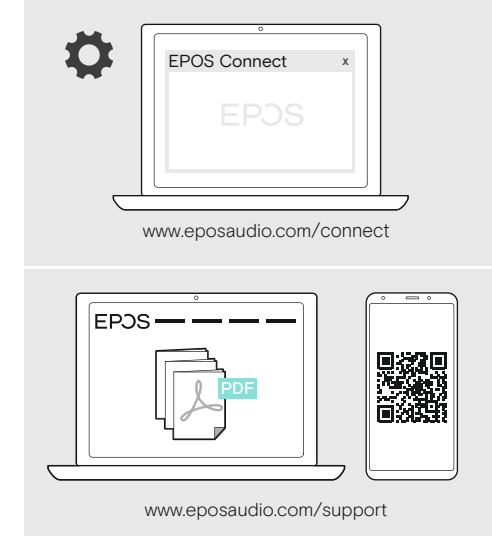 EPOS Connect x
EPOS
www.eposaudio.com/connect
EPOS
PDF
www.eposaudio.com/support